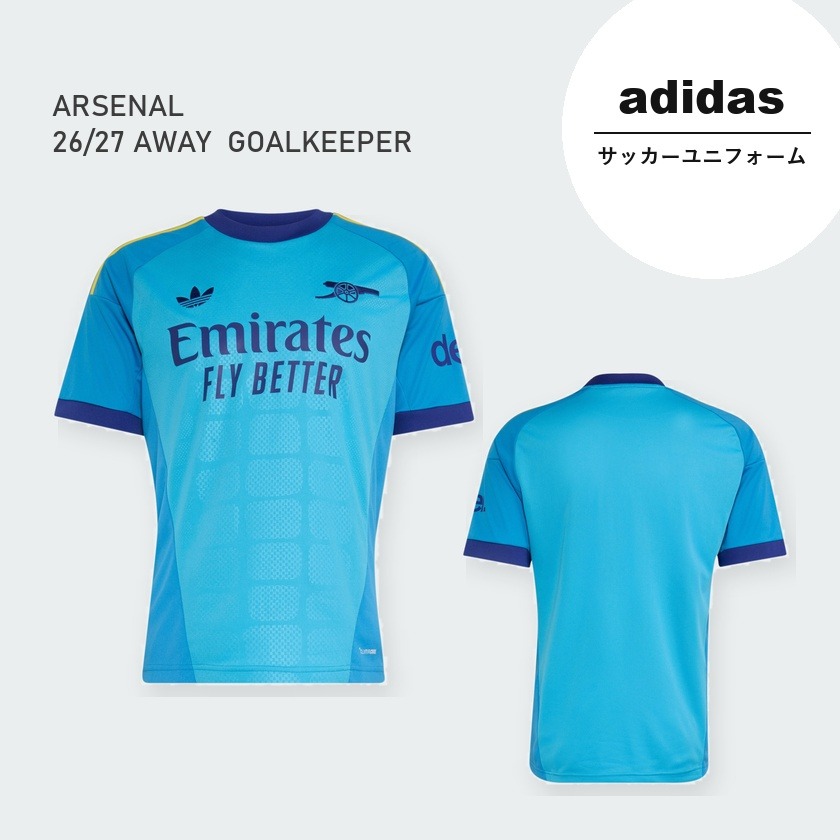 ARSENAL
26/27 AWAY GOALKEEPER
adidas
サッカーユニフォーム
Emirates
FLY BETTER